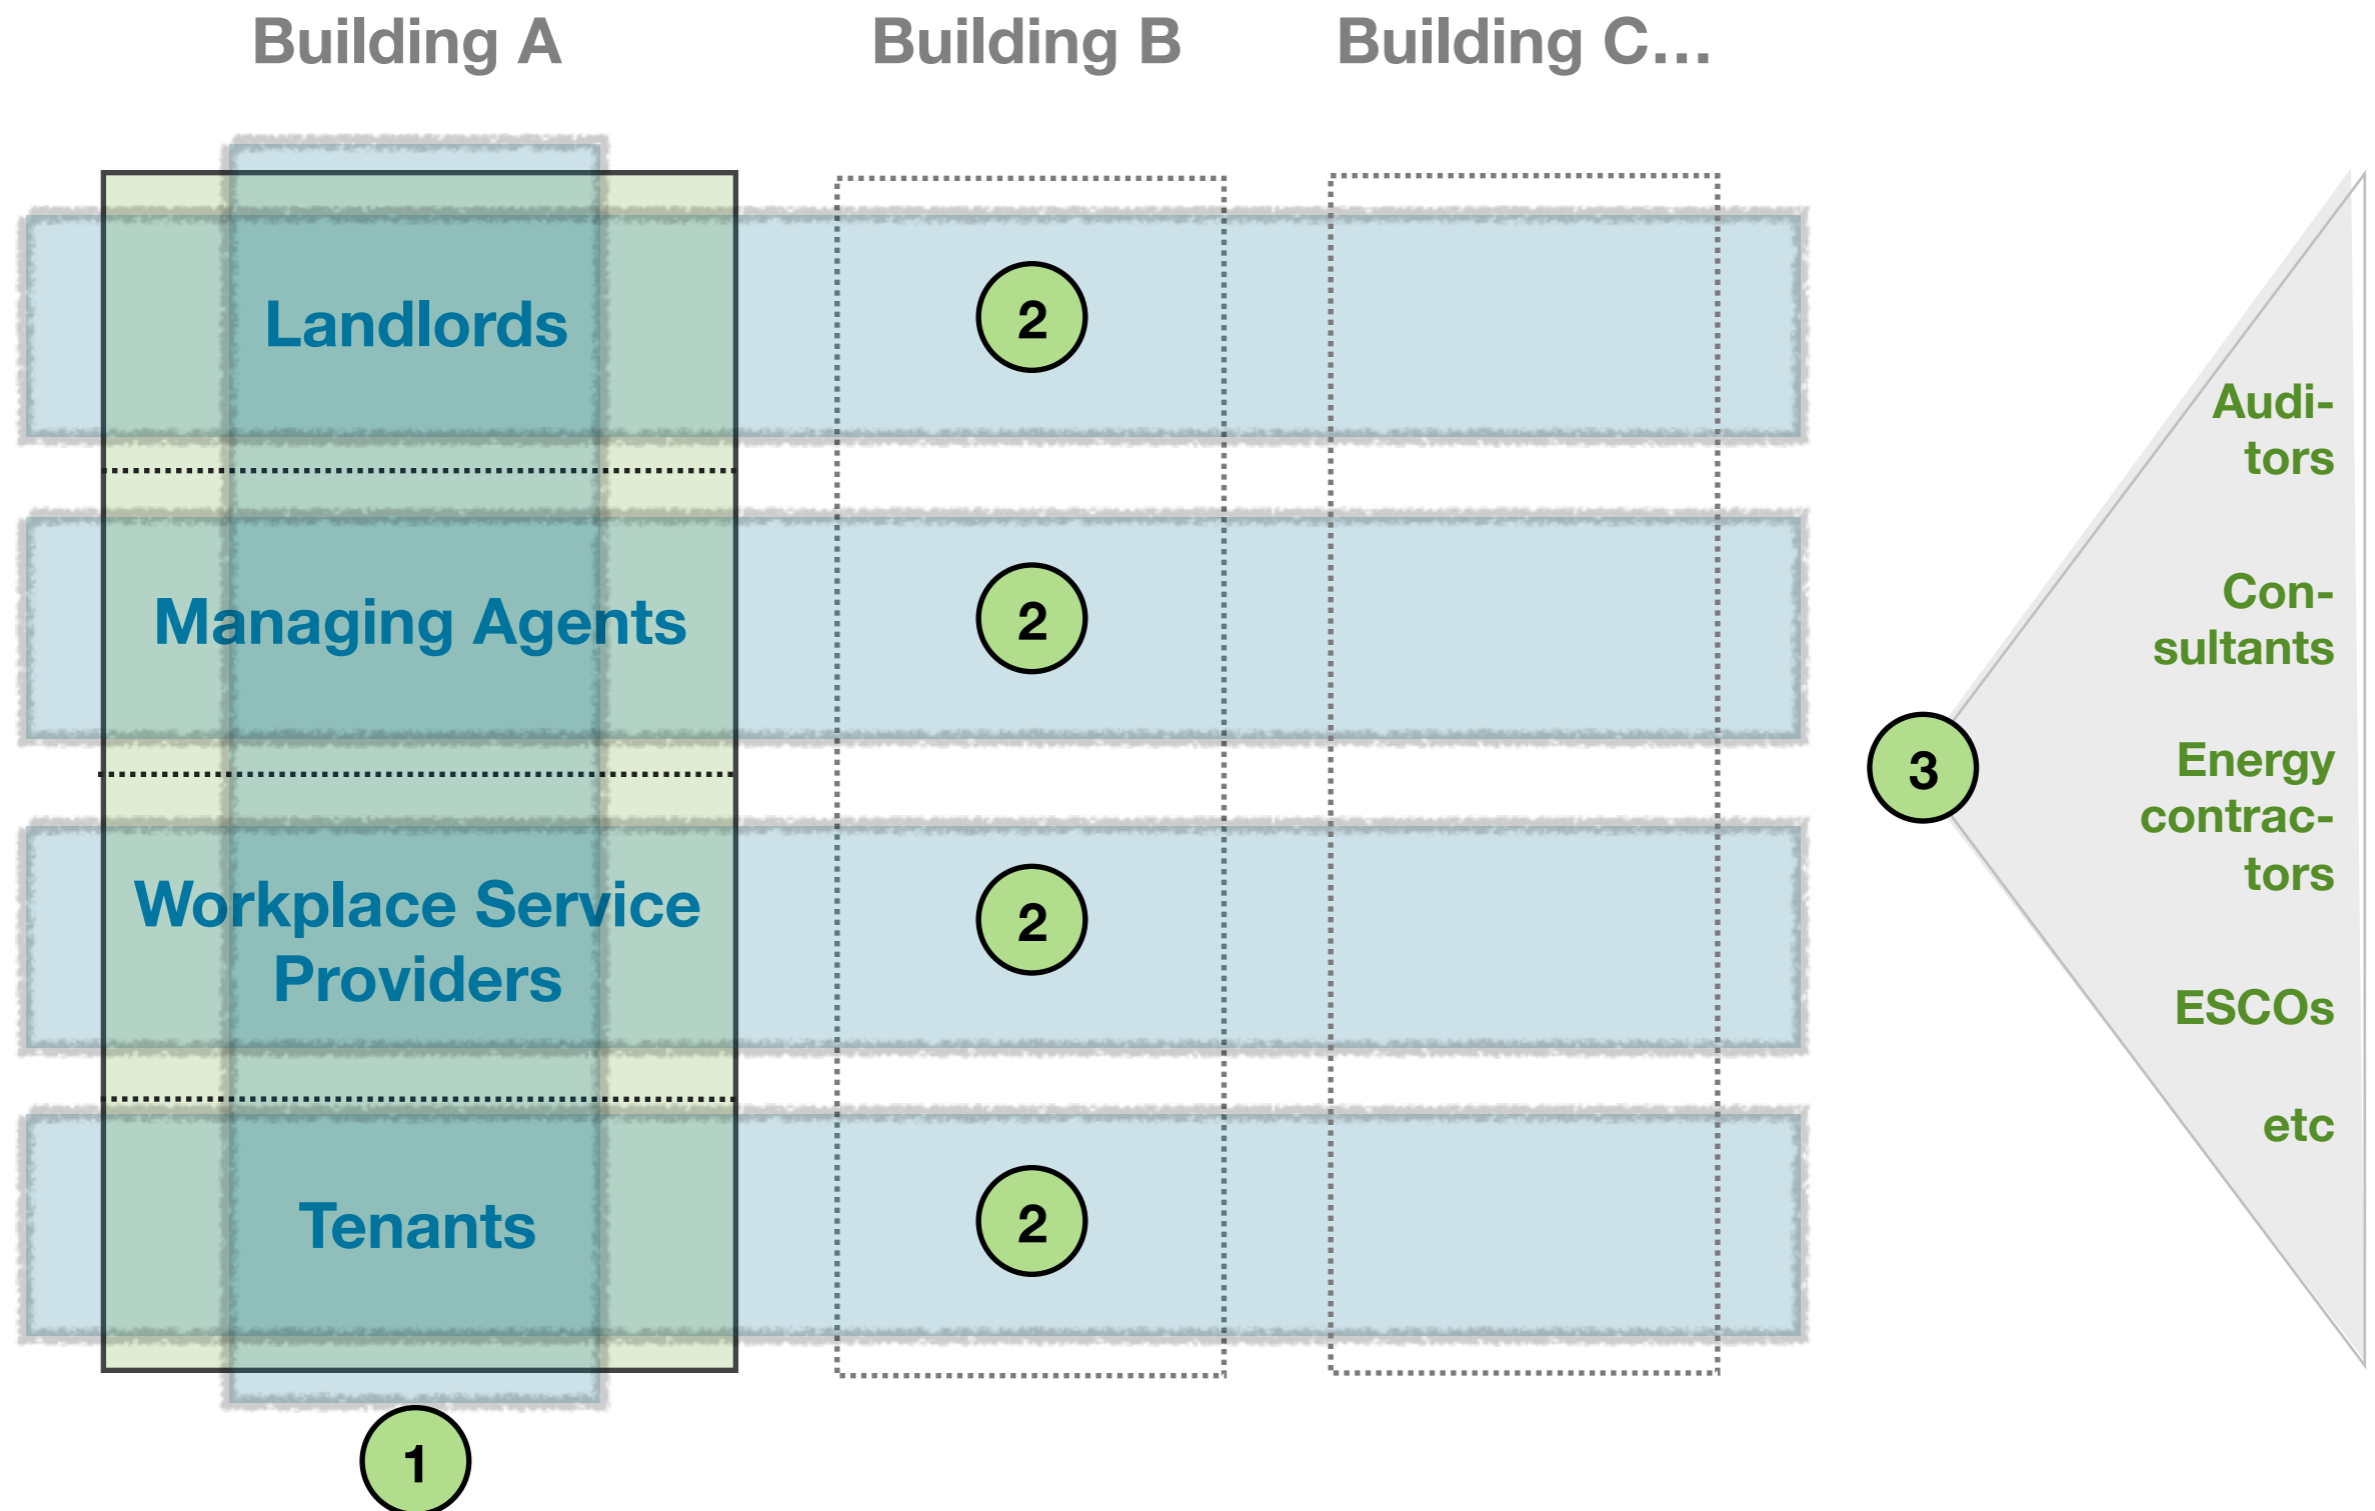 Building A
Building B
Building C...
Landlords
2
Managing Agents
2
Workplace Service
Providers
2
Tenants
2
1
3
Audi-
tors
Con-
sultants
Energy
contrac-
tors
ESCOs
etc